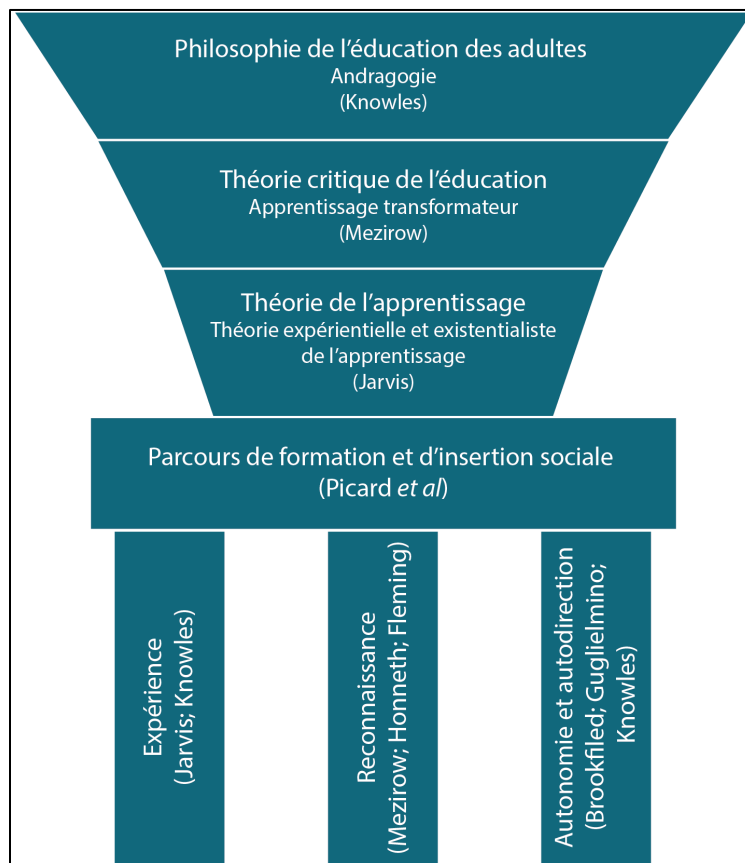 Philosophie de l’éducation des adultes
Andragogie
(Knowles)
Théorie critique de l’éducation
Apprentissage transformateur
(Mezirow)
Théorie de l’apprentissage
Théorie expérientielle et existentialiste
de l’apprentissage
(Jarvis)
Parcours de formation et d’insertion sociale
(Picard et al)
Expérience
(Jarvis; Knowles)
Reconnaissance
(Mezirow; Honneth; Fleming)
Autonomie et autodirection
(Brookfiled; Guglielmino;
Knowles)